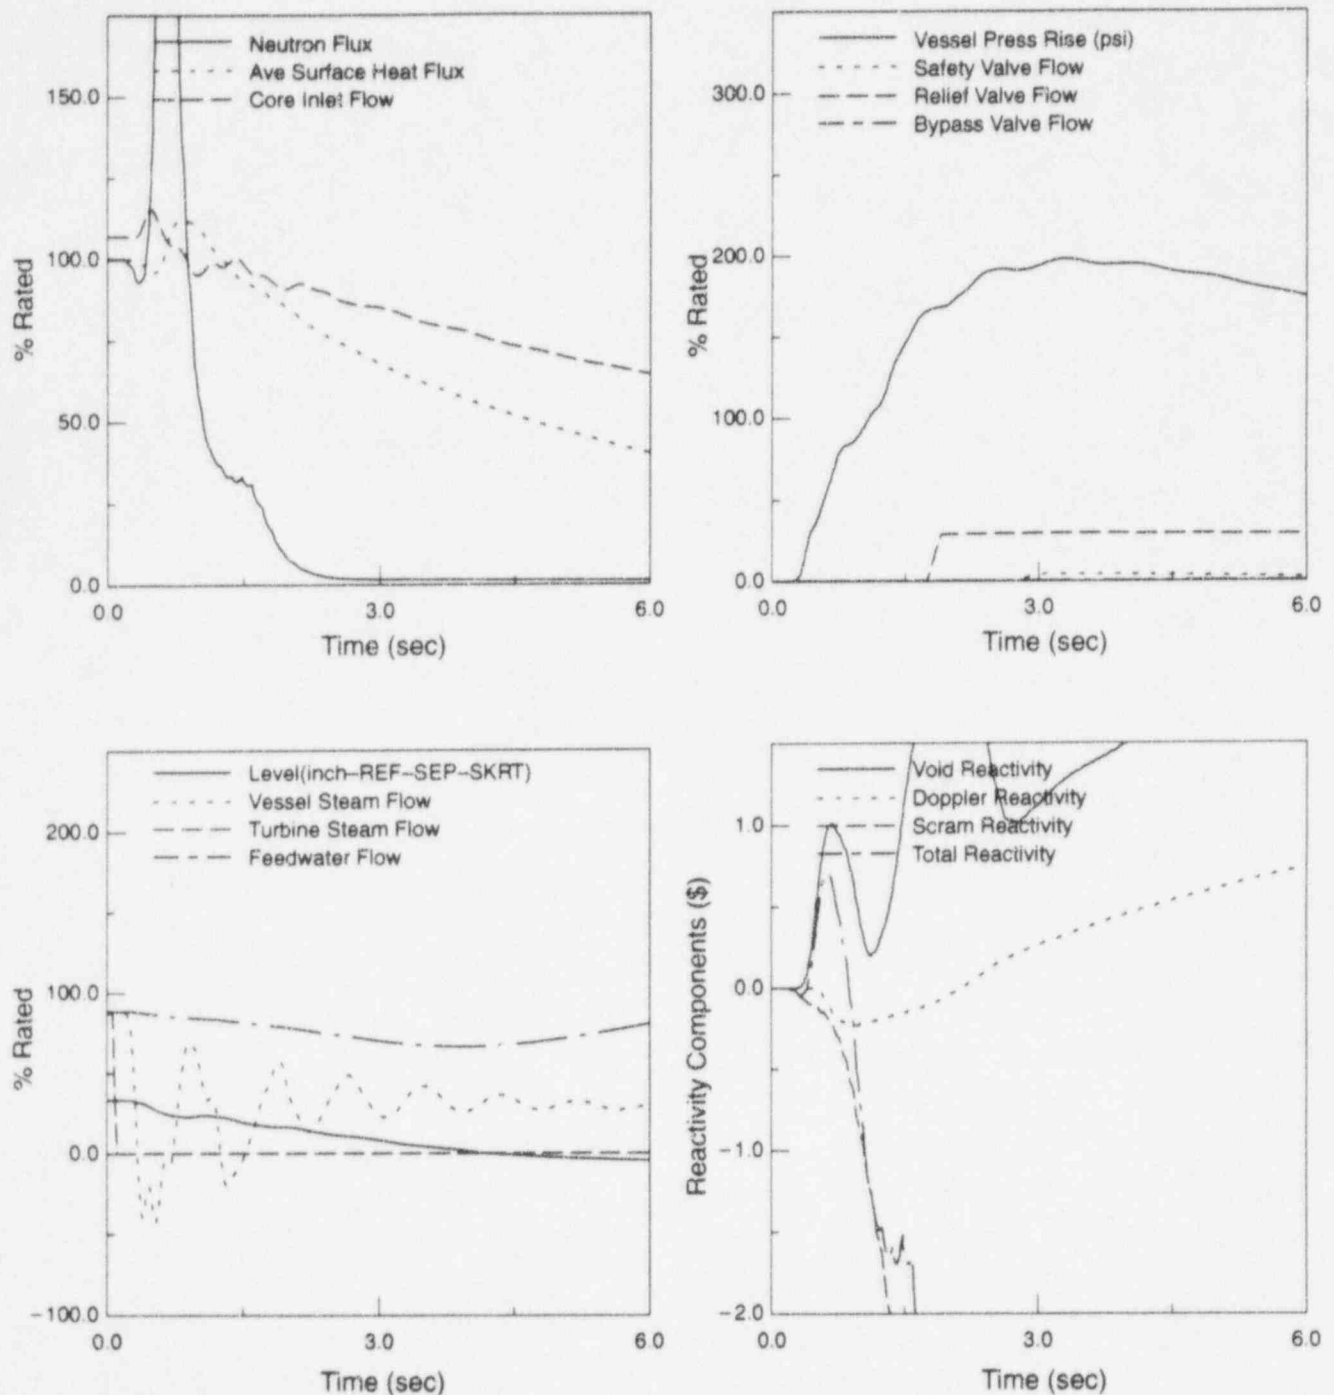 Neutron Flux
Ave Surface Heat Flux
Core Inlet Flow
150.0
100.0
50.0
0.0
% Rated
0.0
3.0
6.0
Time (sec)
Vessel Press Rise (psi)
Safety Valve Flow
Relief Valve Flow
Bypass Valve Flow
300.0
200.0
100.0
0.0
% Rated
0.0
3.0
6.0
Time (sec)
Level(inch-REF-SEP-SKRT)
Vessel Steam Flow
Turbine Steam Flow
Feedwater Flow
200.0
100.0
0.0
-100.0
% Rated
0.0
3.0
6.0
Time (sec)
Void Reactivity
Doppler Reactivity
Scram Reactivity
Total Reactivity
1.0
0.0
-1.0
-2.0
Reactivity Components ($)
0.0
3.0
6.0
Time (sec)